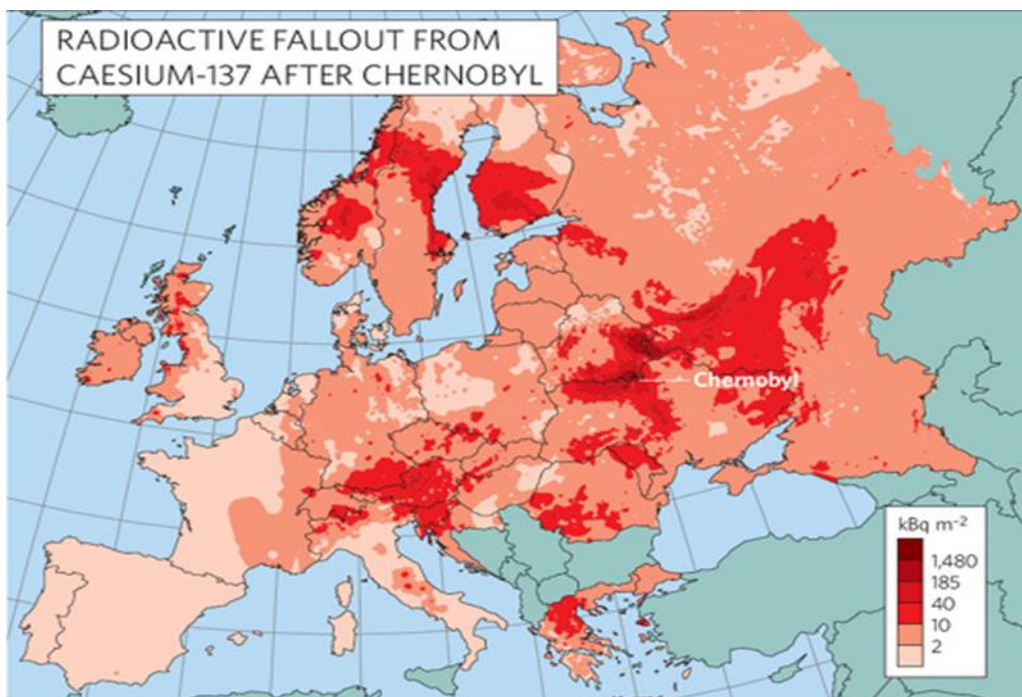 RADIOACTIVE FALLOUT FROM
CAESIUM-137 AFTER CHERNOBYL
Chernobyl
kBq m⁻²
1,480
185
40
10
2